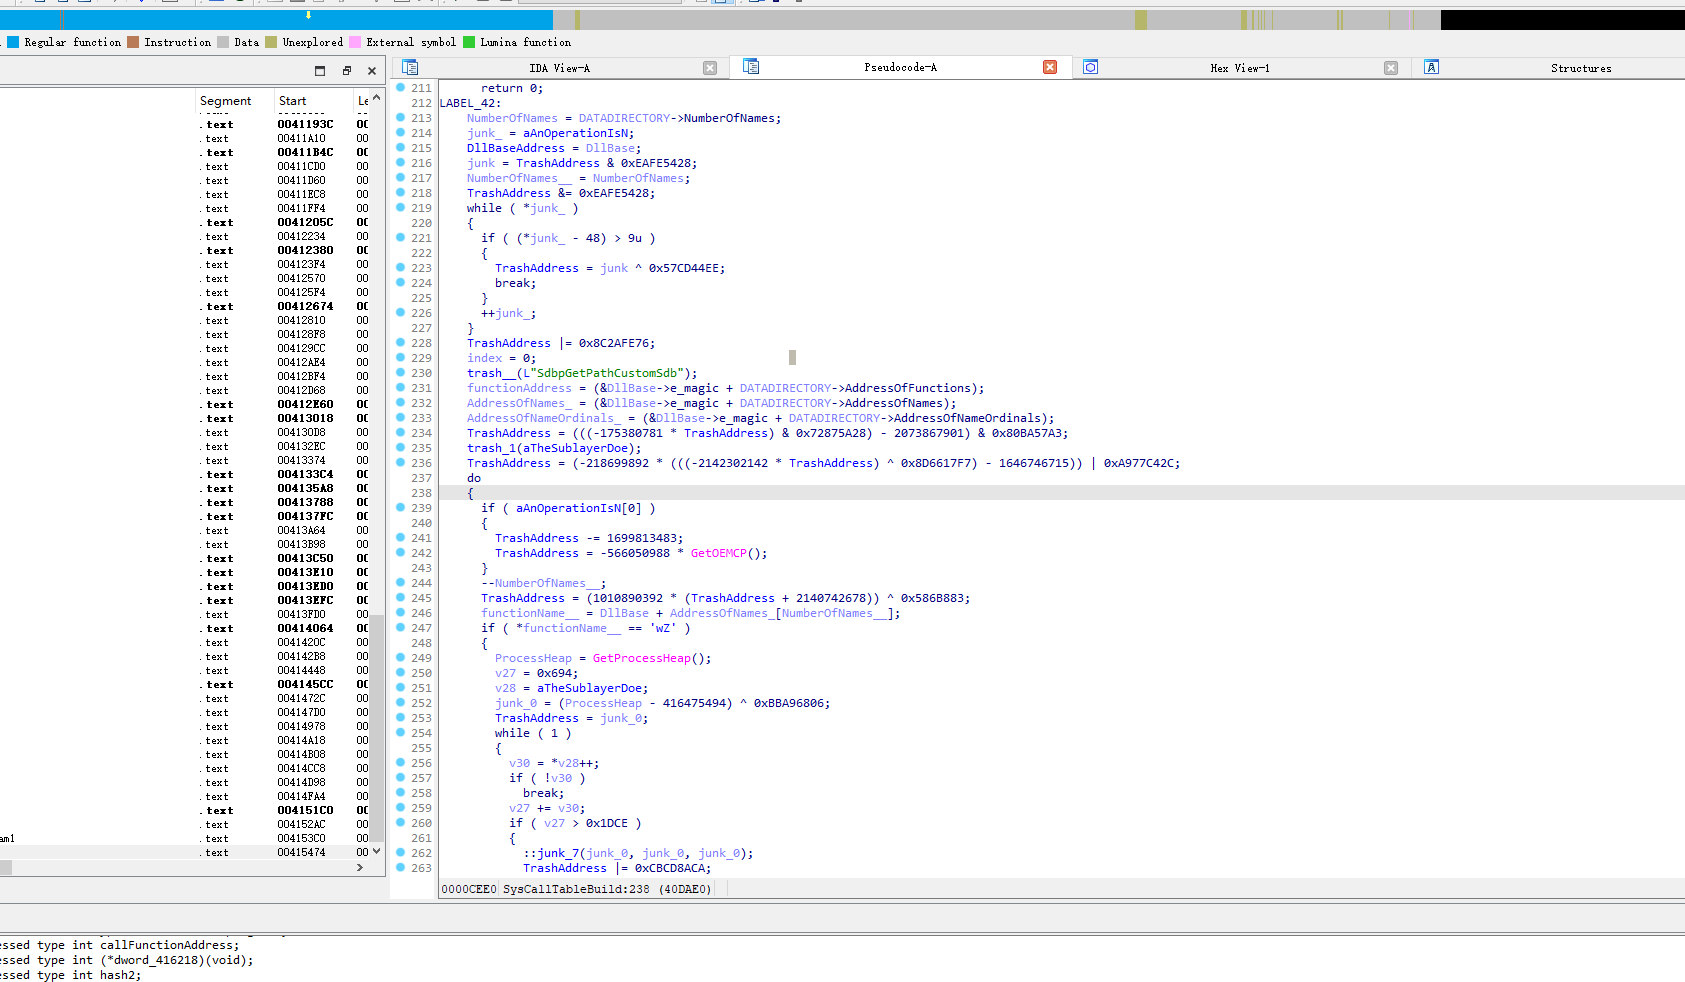 Regular function Instruction Data Unexplored External symbol Lumina function
IDA View-A Pseudocode-A Hex View-1 Structures
Segment Start Le
.text 0041193C 00
.text 00411A10 00
.text 00411B4C 00
.text 00411CD0 00
.text 00411D60 00
.text 00411EC8 00
.text 00411FF4 00
.text 0041205C 00
.text 00412234 00
.text 00412380 00
.text 004123F4 00
.text 00412570 00
.text 004125F4 00
.text 00412674 00
.text 00412810 00
.text 004128F8 00
.text 004129CC 00
.text 00412AE4 00
.text 00412BF4 00
.text 00412D68 00
.text 00412E60 00
.text 00413018 00
.text 004130D8 00
.text 004132EC 00
.text 00413374 00
.text 004133C4 00
.text 004135A8 00
.text 00413788 00
.text 004137FC 00
.text 00413A64 00
.text 00413B98 00
.text 00413C50 00
.text 00413E10 00
.text 00413ED0 00
.text 00413EFC 00
.text 00413FD0 00
.text 00414064 00
.text 0041420C 00
.text 004142B8 00
.text 00414448 00
.text 004145CC 00
.text 0041472C 00
.text 004147D0 00
.text 00414978 00
.text 00414A18 00
.text 00414B08 00
.text 00414CC8 00
.text 00414D98 00
.text 00414FA4 00
.text 004151C0 00
.text 004152AC 00
am1 .text 004153C0 00
.text 00415474 00
211 return 0;
212 LABEL_42:
213 NumberOfNames = DATADIRECTORY->NumberOfNames;
214 junk_ = aAnOperationIsN;
215 DllBaseAddress = DllBase;
216 junk = TrashAddress & 0xEAFE5428;
217 NumberOfNames__ = NumberOfNames;
218 TrashAddress &= 0xEAFE5428;
219 while ( *junk_ )
220 {
221 if ( (*junk_ - 48) > 9u )
222 {
223 TrashAddress = junk ^ 0x57CD44EE;
224 break;
225 }
226 ++junk_;
227 }
228 TrashAddress |= 0x8C2AFE76;
229 index = 0;
230 trash__(L"SdbpGetPathCustomSdb");
231 functionAddress = (&DllBase->e_magic + DATADIRECTORY->AddressOfFunctions);
232 AddressOfNames_ = (&DllBase->e_magic + DATADIRECTORY->AddressOfNames);
233 AddressOfNameOrdinals_ = (&DllBase->e_magic + DATADIRECTORY->AddressOfNameOrdinals);
234 TrashAddress = (((-175380781 * TrashAddress) & 0x72875A28) - 2073867901) & 0x80BA57A3;
235 trash_1(aTheSublayerDoe);
236 TrashAddress = (-218699892 * (((-2142302142 * TrashAddress) ^ 0x8D6617F7) - 1646746715)) | 0xA977C42C;
237 do
238 {
239 if ( aAnOperationIsN[0] )
240 {
241 TrashAddress -= 1699813483;
242 TrashAddress = -566050988 * GetOEMCP();
243 }
244 --NumberOfNames__;
245 TrashAddress = (1010890392 * (TrashAddress + 2140742678)) ^ 0x586B883;
246 functionName__ = DllBase + AddressOfNames_[NumberOfNames__];
247 if ( *functionName__ == 'wZ' )
248 {
249 ProcessHeap = GetProcessHeap();
250 v27 = 0x694;
251 v28 = aTheSublayerDoe;
252 junk_0 = (ProcessHeap - 416475494) ^ 0xBBA96806;
253 TrashAddress = junk_0;
254 while ( 1 )
255 {
256 v30 = *v28++;
257 if ( !v30 )
258 break;
259 v27 += v30;
260 if ( v27 > 0x1DCE )
261 {
262 ::junk_7(junk_0, junk_0, junk_0);
263 TrashAddress |= 0xCBCD8ACA;
0000CEE0 SysCallTableBuild:238 (40DAE0)
essed type int callFunctionAddress;
essed type int (*dword_416218)(void);
essed type int hash2;